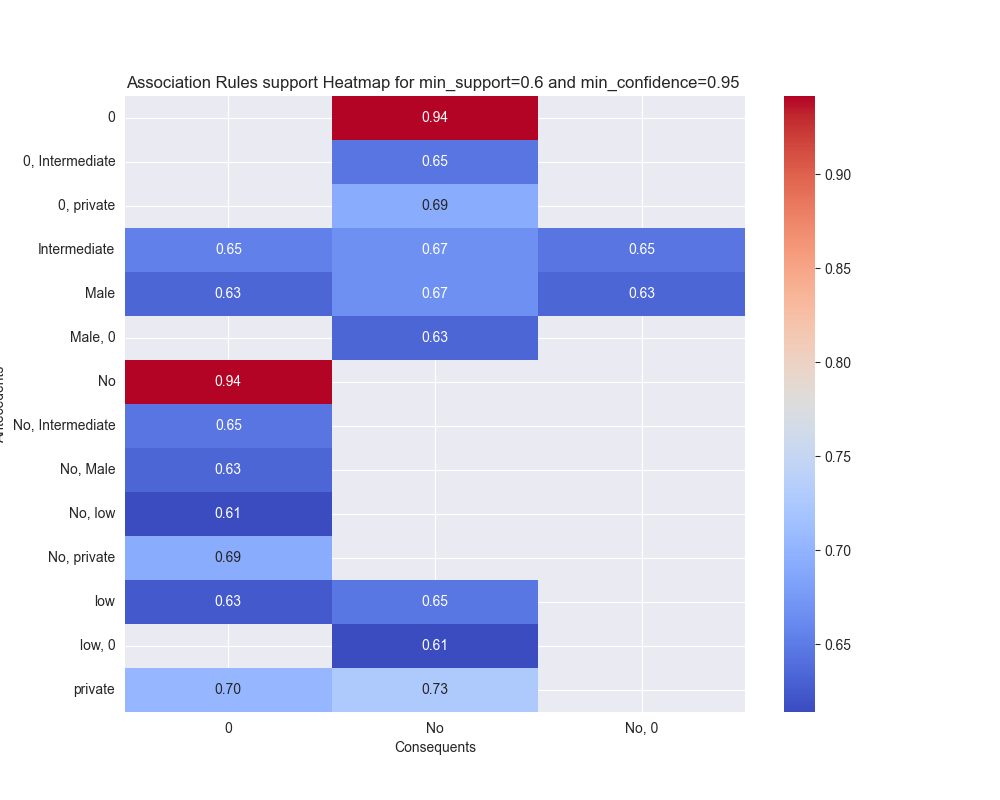 Association Rules support Heatmap for min_support=0.6 and min_confidence=0.95
0 0.94
0, Intermediate 0.65
0, private 0.69
Intermediate 0.65 0.67 0.65
Male 0.63 0.67 0.63
Male, 0 0.63
No 0.94
No, Intermediate 0.65
No, Male 0.63
No, low 0.61
No, private 0.69
low 0.63 0.65
low, 0 0.61
private 0.70 0.73
0 No No, 0
Consequents
0.90
0.85
0.80
0.75
0.70
0.65